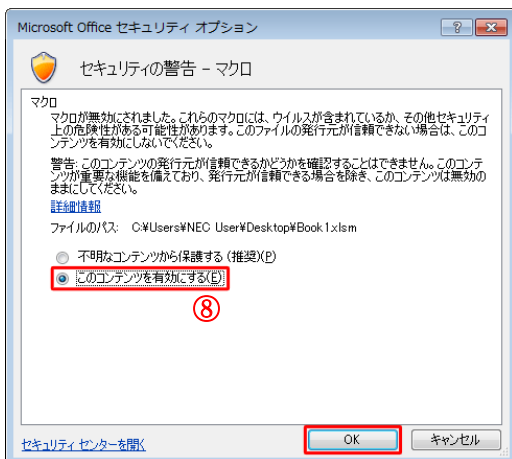 Microsoft Office セキュリティ オプション
セキュリティの警告 - マクロ
マクロ
マクロが無効にされました。これらのマクロには、ウイルスが含まれているか、その他セキュリティ
上の危険性がある可能性があります。このファイルの発行元が信頼できない場合は、このコ
ンテンツを有効にしないでください。
警告: このコンテンツの発行元が信頼できるかどうかを確認することはできません。このコンテ
ンツが重要な機能を備えており、発行元が信頼できる場合を除き、このコンテンツは無効の
ままにしてください。
詳細情報
ファイルのパス: C:¥Users¥NEC User¥Desktop¥Book1.xlsm
不明なコンテンツから保護する (推奨)(P)
このコンテンツを有効にする(E)
⑧
セキュリティ センターを開く
OK
キャンセル